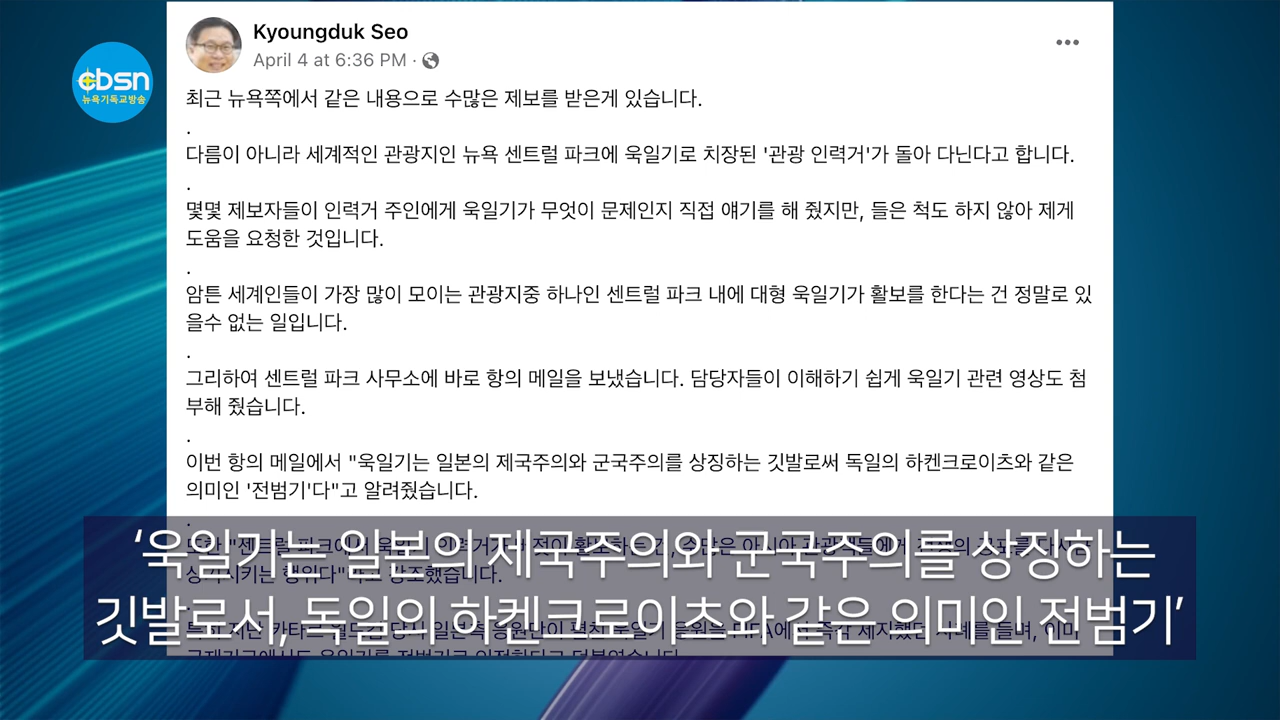 cbsn
뉴욕기독교방송
Kyoungduk Seo
April 4 at 6:36 PM ·
최근 뉴욕쪽에서 같은 내용으로 수많은 제보를 받은게 있습니다.
.
다름이 아니라 세계적인 관광지인 뉴욕 센트럴 파크에 욱일기로 치장된 '관광 인력거'가 돌아 다닌다고 합니다.
.
몇몇 제보자들이 인력거 주인에게 욱일기가 무엇이 문제인지 직접 얘기를 해 줬지만, 들은 척도 하지 않아 제게
도움을 요청한 것입니다.
.
암튼 세계인들이 가장 많이 모이는 관광지중 하나인 센트럴 파크 내에 대형 욱일기가 활보를 한다는 건 정말로 있
을수 없는 일입니다.
.
그리하여 센트럴 파크 사무소에 바로 항의 메일을 보냈습니다. 담당자들이 이해하기 쉽게 욱일기 관련 영상도 첨
부해 줬습니다.
.
이번 항의 메일에서 "욱일기는 일본의 제국주의와 군국주의를 상징하는 깃발로써 독일의 하켄크로이츠와 같은
의미인 '전범기'다"고 알려줬습니다.
.
‘욱일기는 일본의 제국주의와 군국주의를 상징하는
깃발로서, 독일의 하켄크로이츠와 같은 의미인 전범기’